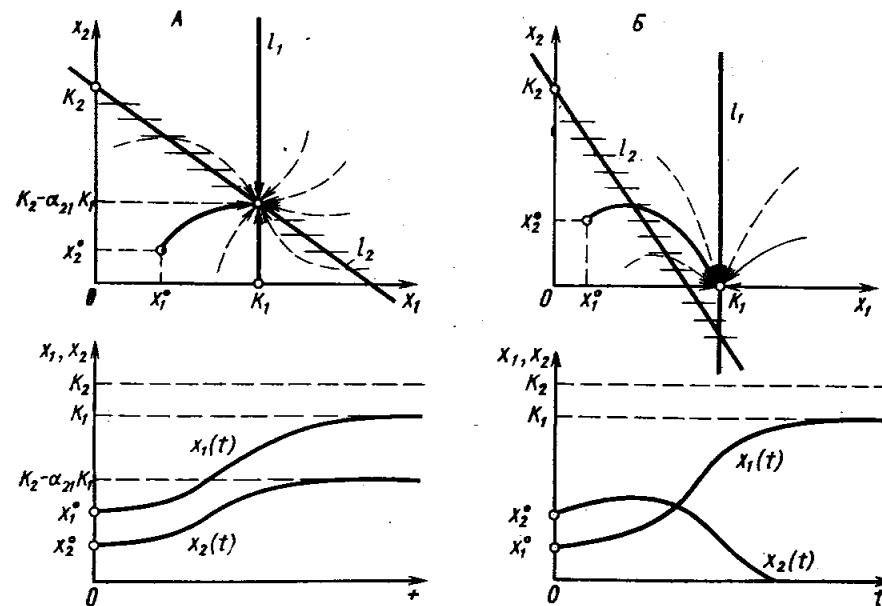 А
x₂
l₁
K₂
K₂-α₂₁K₁
x₂°
l₂
0
x₁°
K₁
x₁
Б
x₂
K₂
l₁
l₂
x₂°
0
x₁°
K₁
x₁
x₁, x₂
K₂
K₁
x₁(t)
K₂-α₂₁K₁
x₁°
x₂°
x₂(t)
0
t
x₁, x₂
K₂
K₁
x₁(t)
x₂°
x₁°
x₂(t)
0
t